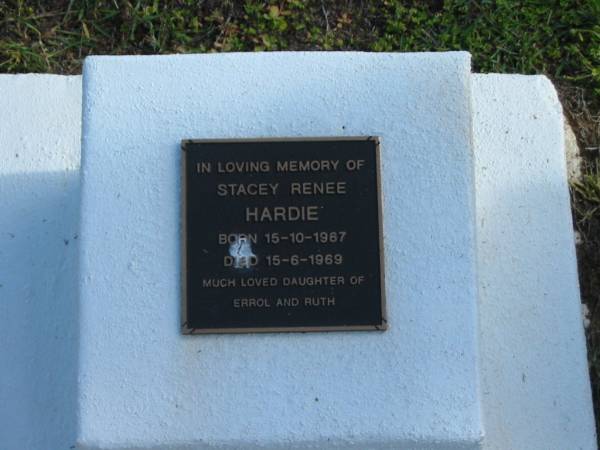 IN LOVING MEMORY OF
STACEY RENEE
HARDIE
BORN 15-10-1967
DIED 15-6-1969
MUCH LOVED DAUGHTER OF
ERROL AND RUTH